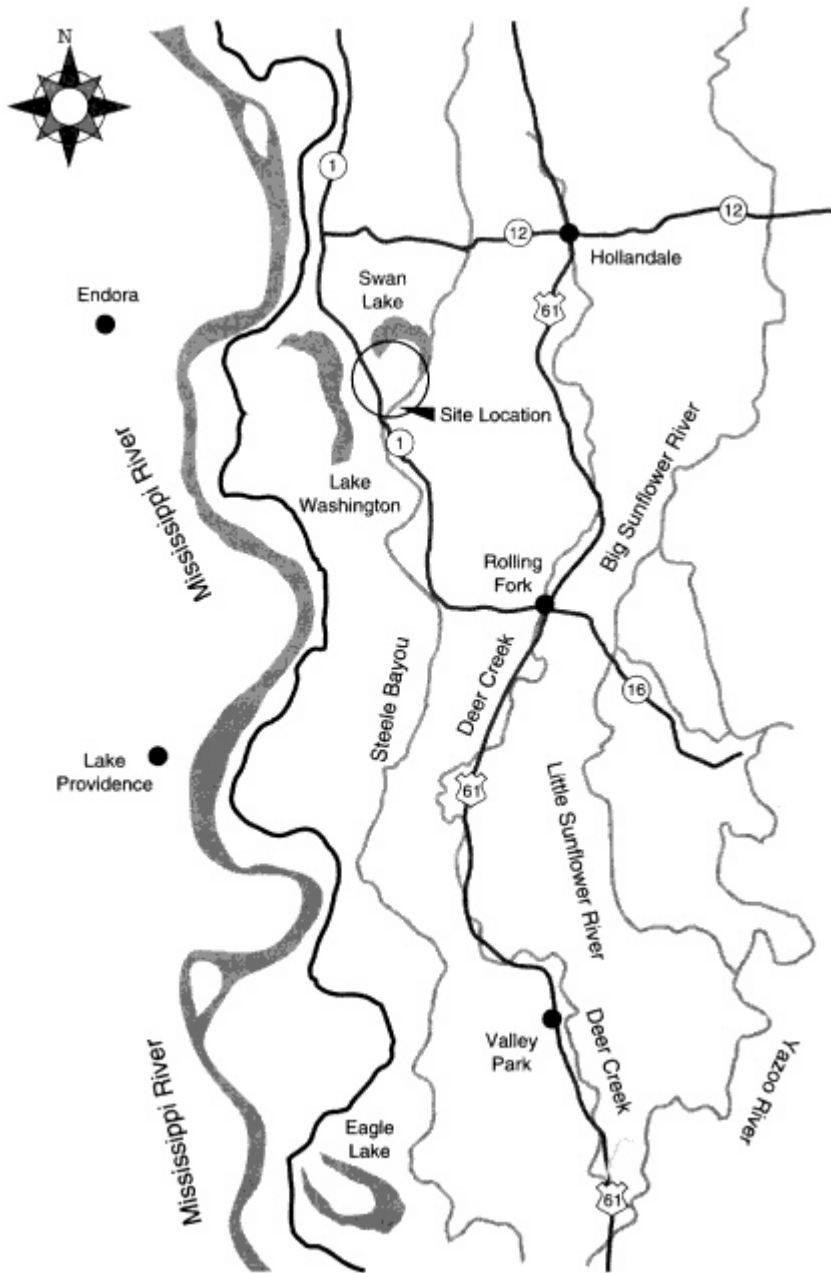 N
1
12
12
Hollandale
Endora
Swan
Lake
61
Site Location
1
Lake
Washington
Mississippi River
Big Sunflower River
Rolling
Fork
Steele Bayou
Deer Creek
16
Lake
Providence
61
Little Sunflower River
Valley
Park
Deer Creek
Yazoo River
Mississippi River
Eagle
Lake
61